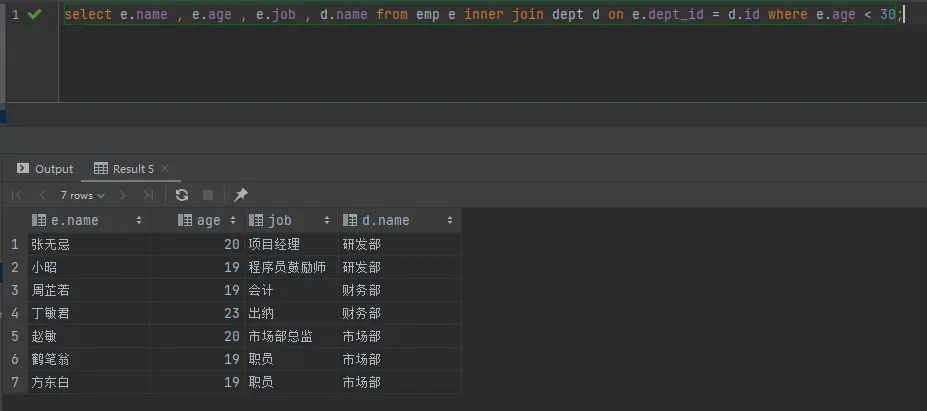 1 select e.name , e.age , e.job , d.name from emp e inner join dept d on e.dept_id = d.id where e.age < 30;
Output Result 5
7 rows
e.name age job d.name
1 张无忌 20 项目经理 研发部
2 小昭 19 程序员鼓励师 研发部
3 周芷若 19 会计 财务部
4 丁敏君 23 出纳 财务部
5 赵敏 20 市场部总监 市场部
6 鹤笔翁 19 职员 市场部
7 方东白 19 职员 市场部